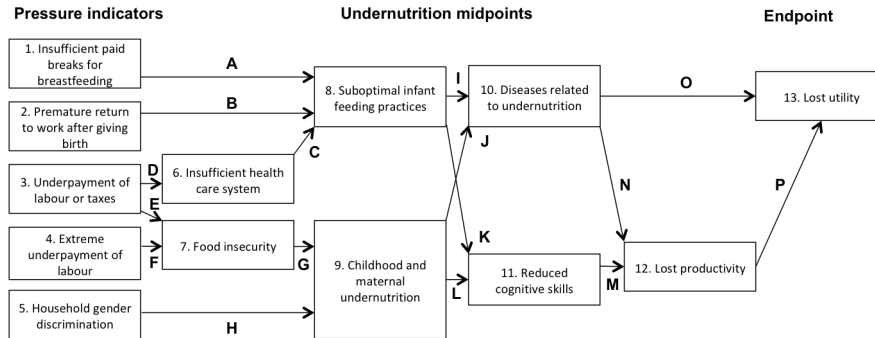 Pressure indicators
Undernutrition midpoints
Endpoint
1. Insufficient paid
breaks for
breastfeeding
A
2. Premature return
to work after giving
birth
B
3. Underpayment of
labour or taxes
D
E
4. Extreme
underpayment of
labour
F
5. Household gender
discrimination
H
6. Insufficient health
care system
C
7. Food insecurity
G
8. Suboptimal infant
feeding practices
I
9. Childhood and
maternal
undernutrition
J
K
L
10. Diseases related
to undernutrition
O
N
11. Reduced
cognitive skills
M
12. Lost productivity
P
13. Lost utility